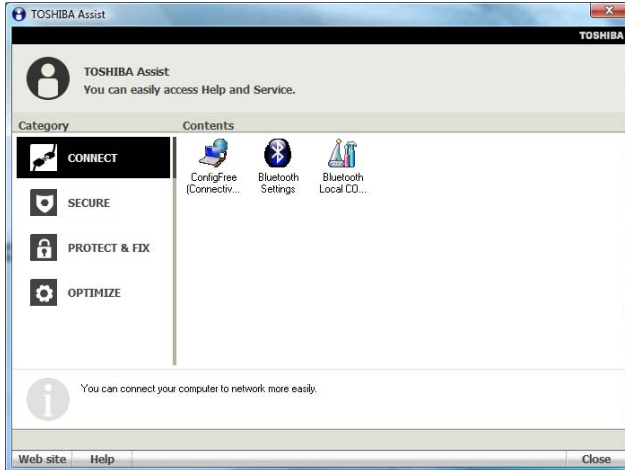 TOSHIBA Assist
TOSHIBA
TOSHIBA Assist
You can easily access Help and Service.
Category
Contents
CONNECT
SECURE
PROTECT & FIX
OPTIMIZE
ConfigFree
(Connectiv...
Bluetooth
Settings
Bluetooth
Local CO...
You can connect your computer to network more easily.
Web site
Help
Close